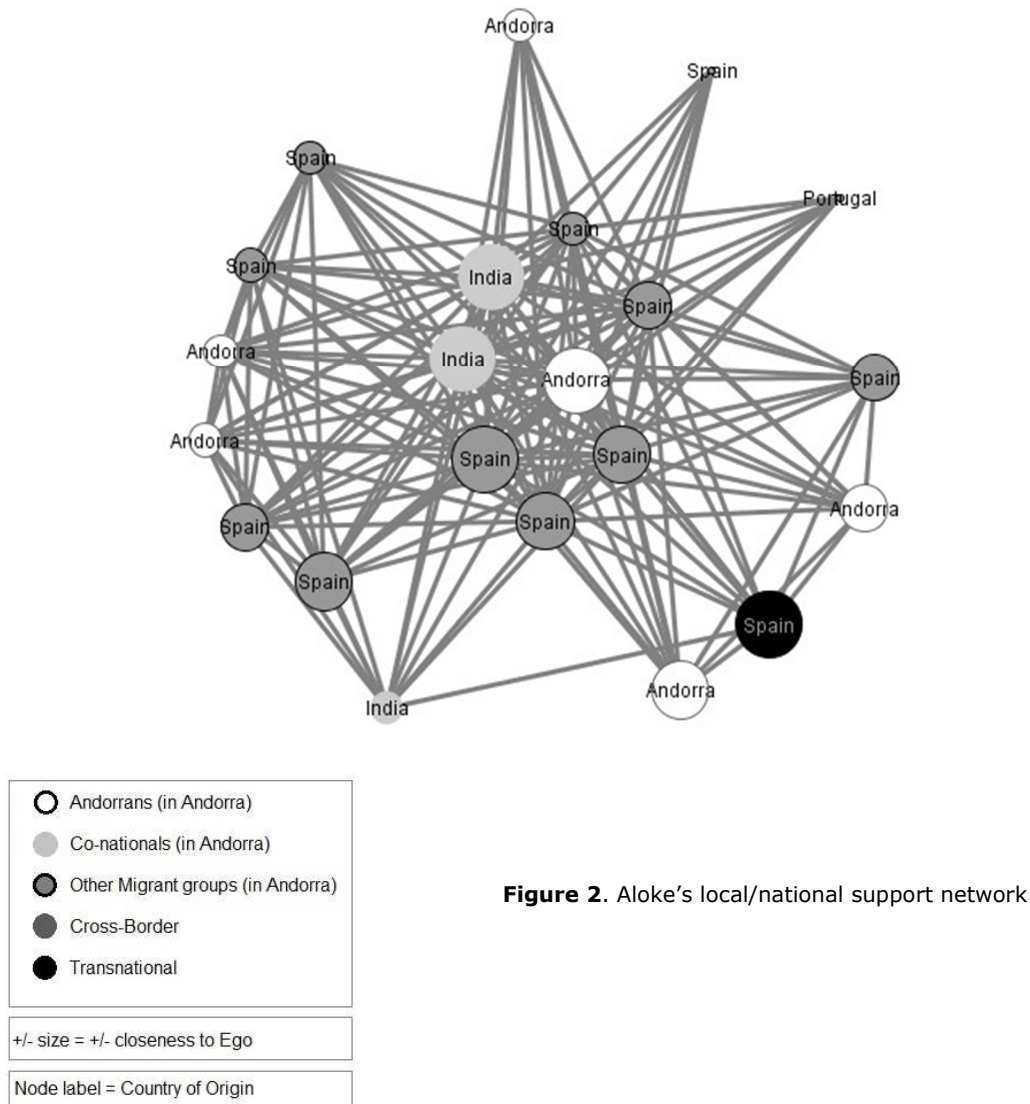 Andorra
Spain
Spain
Portugal
Spain
Spain
India
Spain
Andorra
India
Andorra
Spain
Andorra
Spain
Spain
Andorra
Spain
Spain
Spain
Spain
Andorra
India
Andorrans (in Andorra)
Co-nationals (in Andorra)
Other Migrant groups (in Andorra)
Cross-Border
Transnational
+/- size = +/- closeness to Ego
Node label = Country of Origin
Figure 2. Aloke’s local/national support network